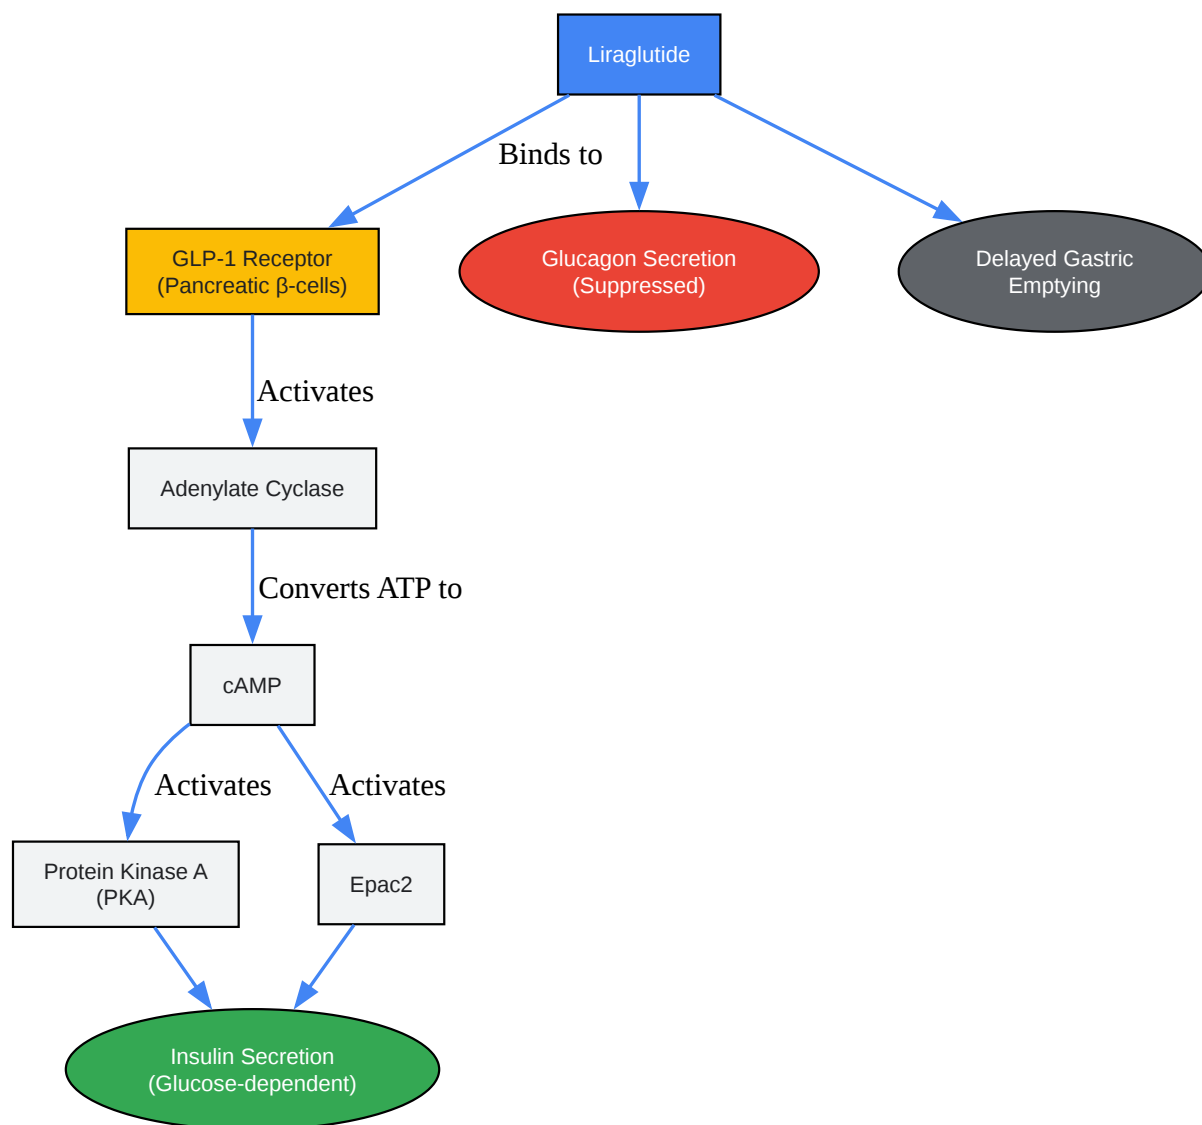 Liraglutide
Binds to
GLP-1 Receptor
(Pancreatic β-cells)
Glucagon Secretion
(Suppressed)
Delayed Gastric
Emptying
Activates
Adenylate Cyclase
Converts ATP to
cAMP
Activates
Activates
Protein Kinase A
(PKA)
Epac2
Insulin Secretion
(Glucose-dependent)